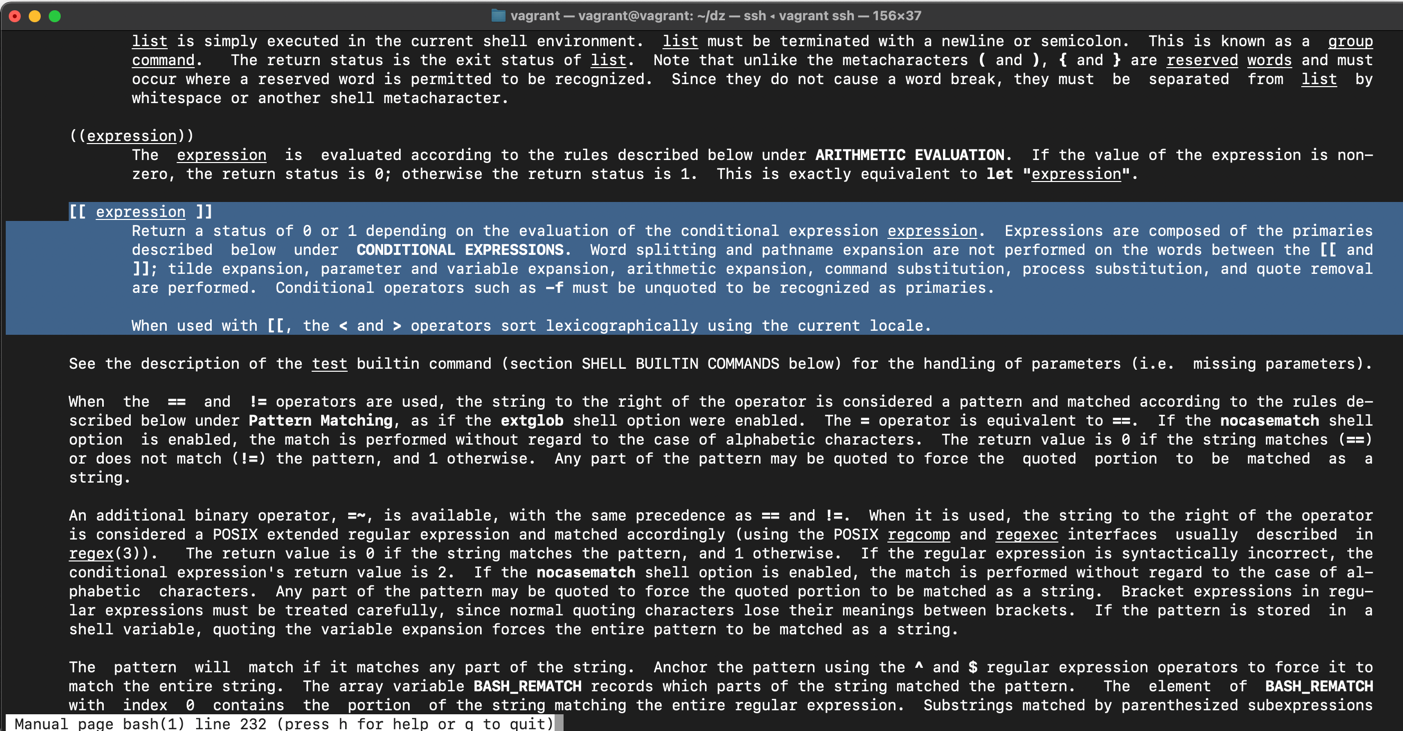 vagrant — vagrant@vagrant: ~/dz — ssh ◂ vagrant ssh — 156×37
list is simply executed in the current shell environment.  list must be terminated with a newline or semicolon.  This is known as a  group
command.   The return status is the exit status of list.  Note that unlike the metacharacters ( and ), { and } are reserved words and must
occur where a reserved word is permitted to be recognized.  Since they do not cause a word break, they must  be  separated  from  list  by
whitespace or another shell metacharacter.
((expression))
The  expression  is  evaluated according to the rules described below under ARITHMETIC EVALUATION.  If the value of the expression is non-
zero, the return status is 0; otherwise the return status is 1.  This is exactly equivalent to let "expression".
[[ expression ]]
Return a status of 0 or 1 depending on the evaluation of the conditional expression expression.  Expressions are composed of the primaries
described  below  under  CONDITIONAL EXPRESSIONS.  Word splitting and pathname expansion are not performed on the words between the [[ and
]]; tilde expansion, parameter and variable expansion, arithmetic expansion, command substitution, process substitution, and quote removal
are performed.  Conditional operators such as -f must be unquoted to be recognized as primaries.
When used with [[, the < and > operators sort lexicographically using the current locale.
See the description of the test builtin command (section SHELL BUILTIN COMMANDS below) for the handling of parameters (i.e.  missing parameters).
When  the  ==  and  != operators are used, the string to the right of the operator is considered a pattern and matched according to the rules de-
scribed below under Pattern Matching, as if the extglob shell option were enabled.  The = operator is equivalent to ==.  If the nocasematch shell
option  is enabled, the match is performed without regard to the case of alphabetic characters.  The return value is 0 if the string matches (==)
or does not match (!=) the pattern, and 1 otherwise.  Any part of the pattern may be quoted to force the  quoted  portion  to  be  matched  as  a
string.
An additional binary operator, =~, is available, with the same precedence as == and !=.  When it is used, the string to the right of the operator
is considered a POSIX extended regular expression and matched accordingly (using the POSIX regcomp and regexec interfaces  usually  described  in
regex(3)).   The return value is 0 if the string matches the pattern, and 1 otherwise.  If the regular expression is syntactically incorrect, the
conditional expression's return value is 2.  If the nocasematch shell option is enabled, the match is performed without regard to the case of al-
phabetic  characters.  Any part of the pattern may be quoted to force the quoted portion to be matched as a string.  Bracket expressions in regu-
lar expressions must be treated carefully, since normal quoting characters lose their meanings between brackets.  If the pattern is stored  in  a
shell variable, quoting the variable expansion forces the entire pattern to be matched as a string.
The  pattern  will  match if it matches any part of the string.  Anchor the pattern using the ^ and $ regular expression operators to force it to
match the entire string.  The array variable BASH_REMATCH records which parts of the string matched the pattern.   The  element  of  BASH_REMATCH
with  index  0  contains  the  portion  of the string matching the entire regular expression.  Substrings matched by parenthesized subexpressions
Manual page bash(1) line 232 (press h for help or q to quit)